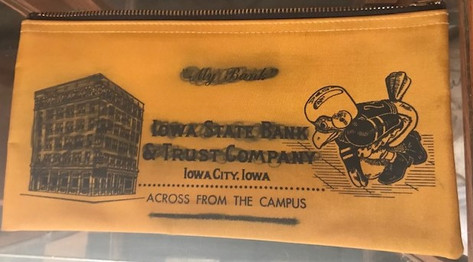 My Bank
IOWA STATE BANK
& TRUST COMPANY
IOWA CITY, IOWA
ACROSS FROM THE CAMPUS